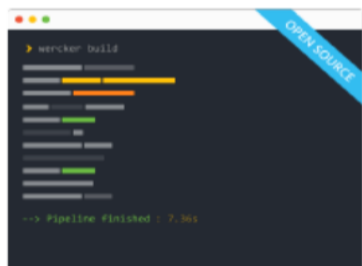 OPEN SOURCE
❯ wercker build
--> Pipeline finished : 7.36s